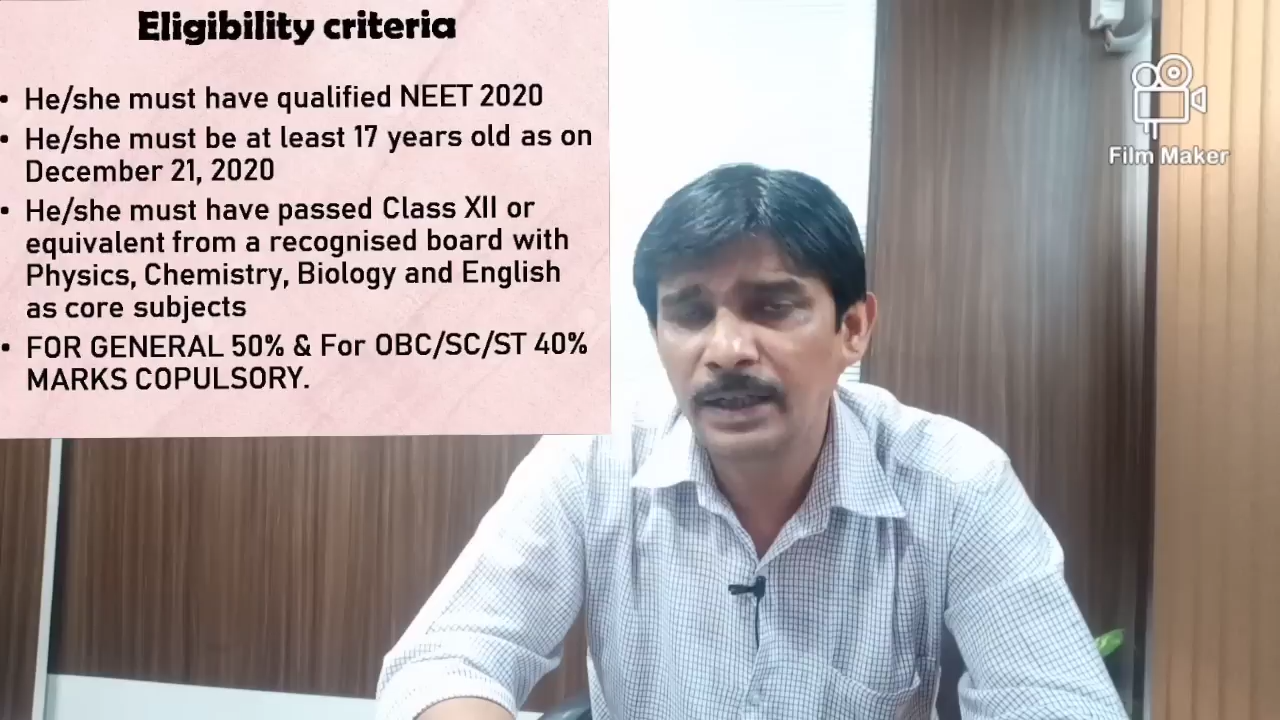 Eligibility criteria
• He/she must have qualified NEET 2020
• He/she must be at least 17 years old as on
December 21, 2020
• He/she must have passed Class XII or
equivalent from a recognised board with
Physics, Chemistry, Biology and English
as core subjects
• FOR GENERAL 50% & For OBC/SC/ST 40%
MARKS COPULSORY.
Film Maker